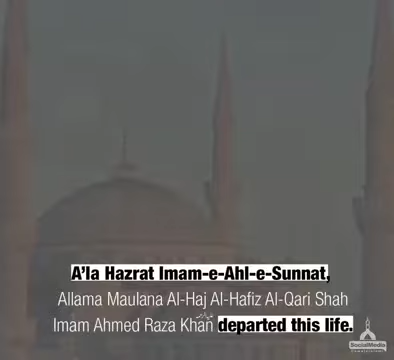 A'la Hazrat Imam-e-Ahl-e-Sunnat,
Allama Maulana Al-Haj Al-Hafiz Al-Qari Shah
Imam Ahmed Raza Khan departed this life.
SocialMedia